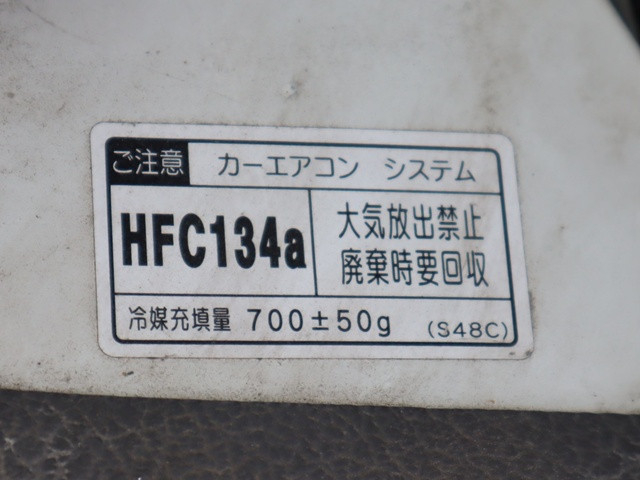 ご注意 カーエアコン システム
HFC134a
大気放出禁止
廃棄時要回収
冷媒充填量 700±50g (S48C)